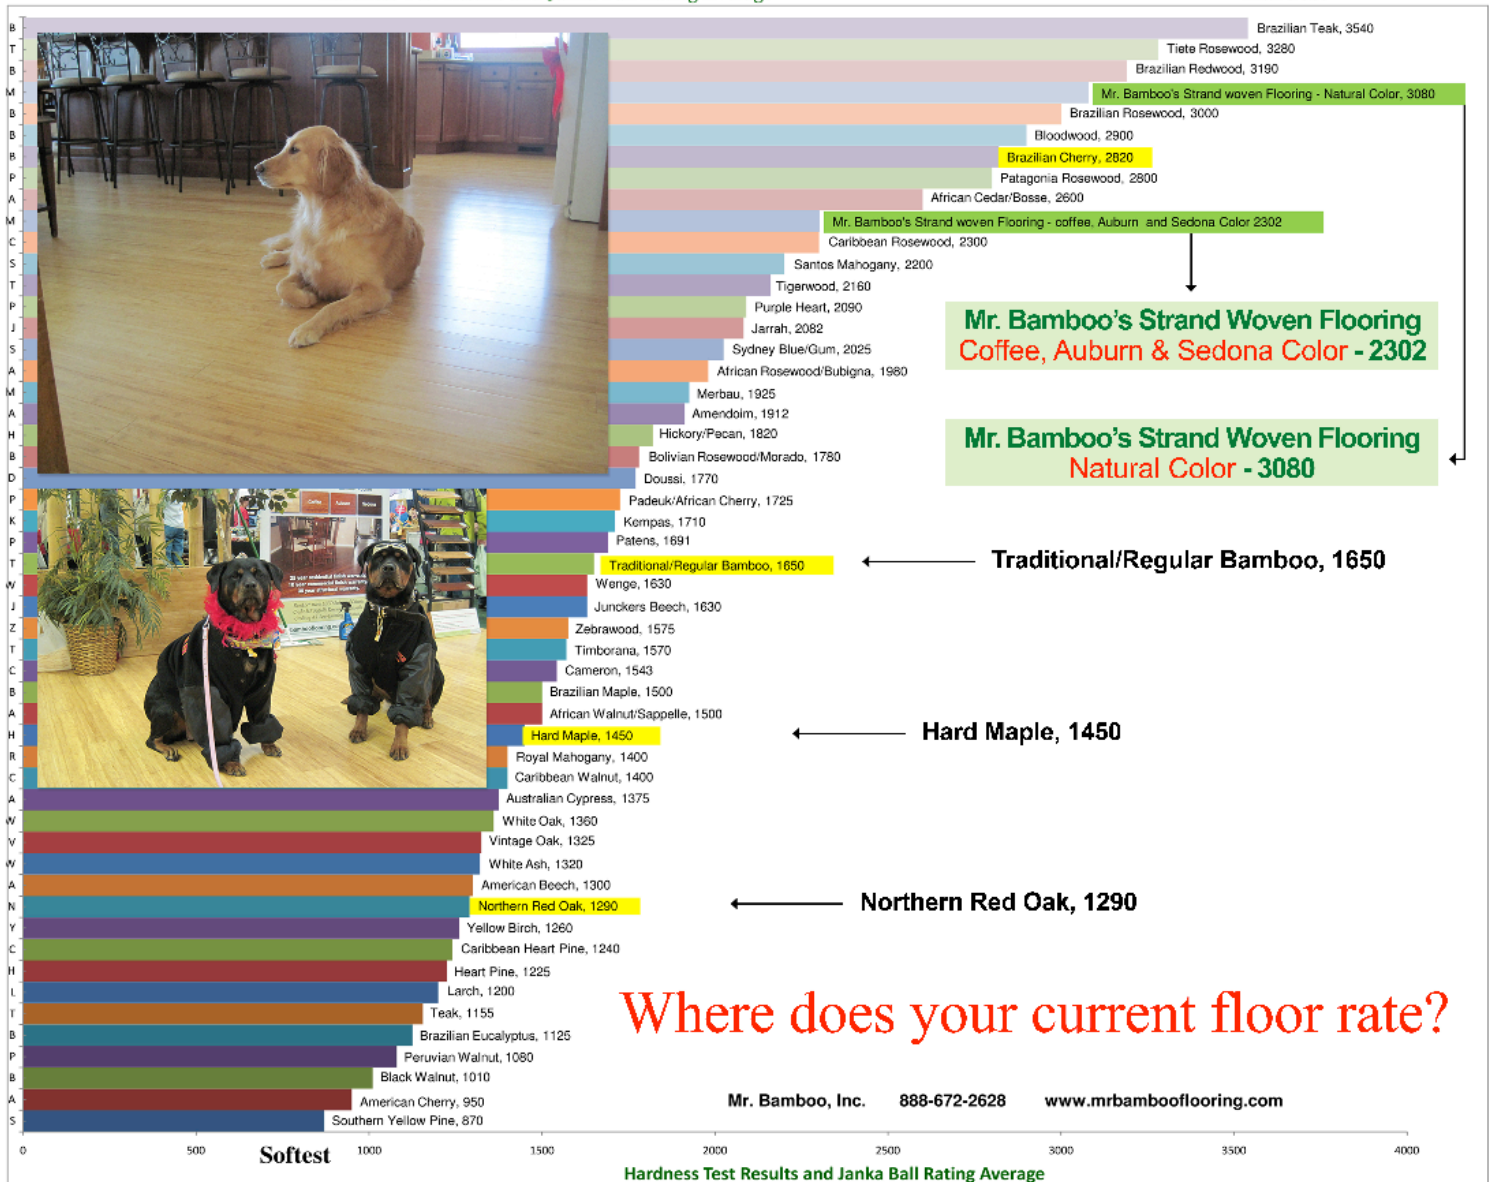 B Brazilian Teak, 3540
T Tiete Rosewood, 3280
B Brazilian Redwood, 3190
M Mr. Bamboo's Strand woven Flooring - Natural Color, 3080
B Brazilian Rosewood, 3000
B Bloodwood, 2900
B Brazilian Cherry, 2820
P Patagonia Rosewood, 2800
A African Cedar/Bosse, 2600
M Mr. Bamboo's Strand woven Flooring - coffee, Auburn and Sedona Color 2302
C Caribbean Rosewood, 2300
S Santos Mahogany, 2200
T Tigerwood, 2160
P Purple Heart, 2090
J Jarrah, 2082
S Sydney Blue/Gum, 2025
A African Rosewood/Bubigna, 1980
M Merbau, 1925
A Amendoim, 1912
H Hickory/Pecan, 1820
B Bolivian Rosewood/Morado, 1780
D Doussi, 1770
P Padeuk/African Cherry, 1725
K Kempas, 1710
P Patens, 1691
T Traditional/Regular Bamboo, 1650
W Wenge, 1630
J Junckers Beech, 1630
Z Zebrawood, 1575
T Timborana, 1570
C Cameron, 1543
B Brazilian Maple, 1500
A African Walnut/Sappelle, 1500
H Hard Maple, 1450
R Royal Mahogany, 1400
C Caribbean Walnut, 1400
A Australian Cypress, 1375
W White Oak, 1360
V Vintage Oak, 1325
W White Ash, 1320
A American Beech, 1300
N Northern Red Oak, 1290
Y Yellow Birch, 1260
C Caribbean Heart Pine, 1240
H Heart Pine, 1225
L Larch, 1200
T Teak, 1155
B Brazilian Eucalyptus, 1125
P Peruvian Walnut, 1080
B Black Walnut, 1010
A American Cherry, 950
S Southern Yellow Pine, 870
Mr. Bamboo's Strand Woven Flooring
Coffee, Auburn & Sedona Color - 2302
Mr. Bamboo's Strand Woven Flooring
Natural Color - 3080
Traditional/Regular Bamboo, 1650
Hard Maple, 1450
Northern Red Oak, 1290
Where does your current floor rate?
Mr. Bamboo, Inc. 888-672-2628 www.mrbambooflooring.com
0 500 1000 1500 2000 2500 3000 3500 4000
Softest
Hardness Test Results and Janka Ball Rating Average